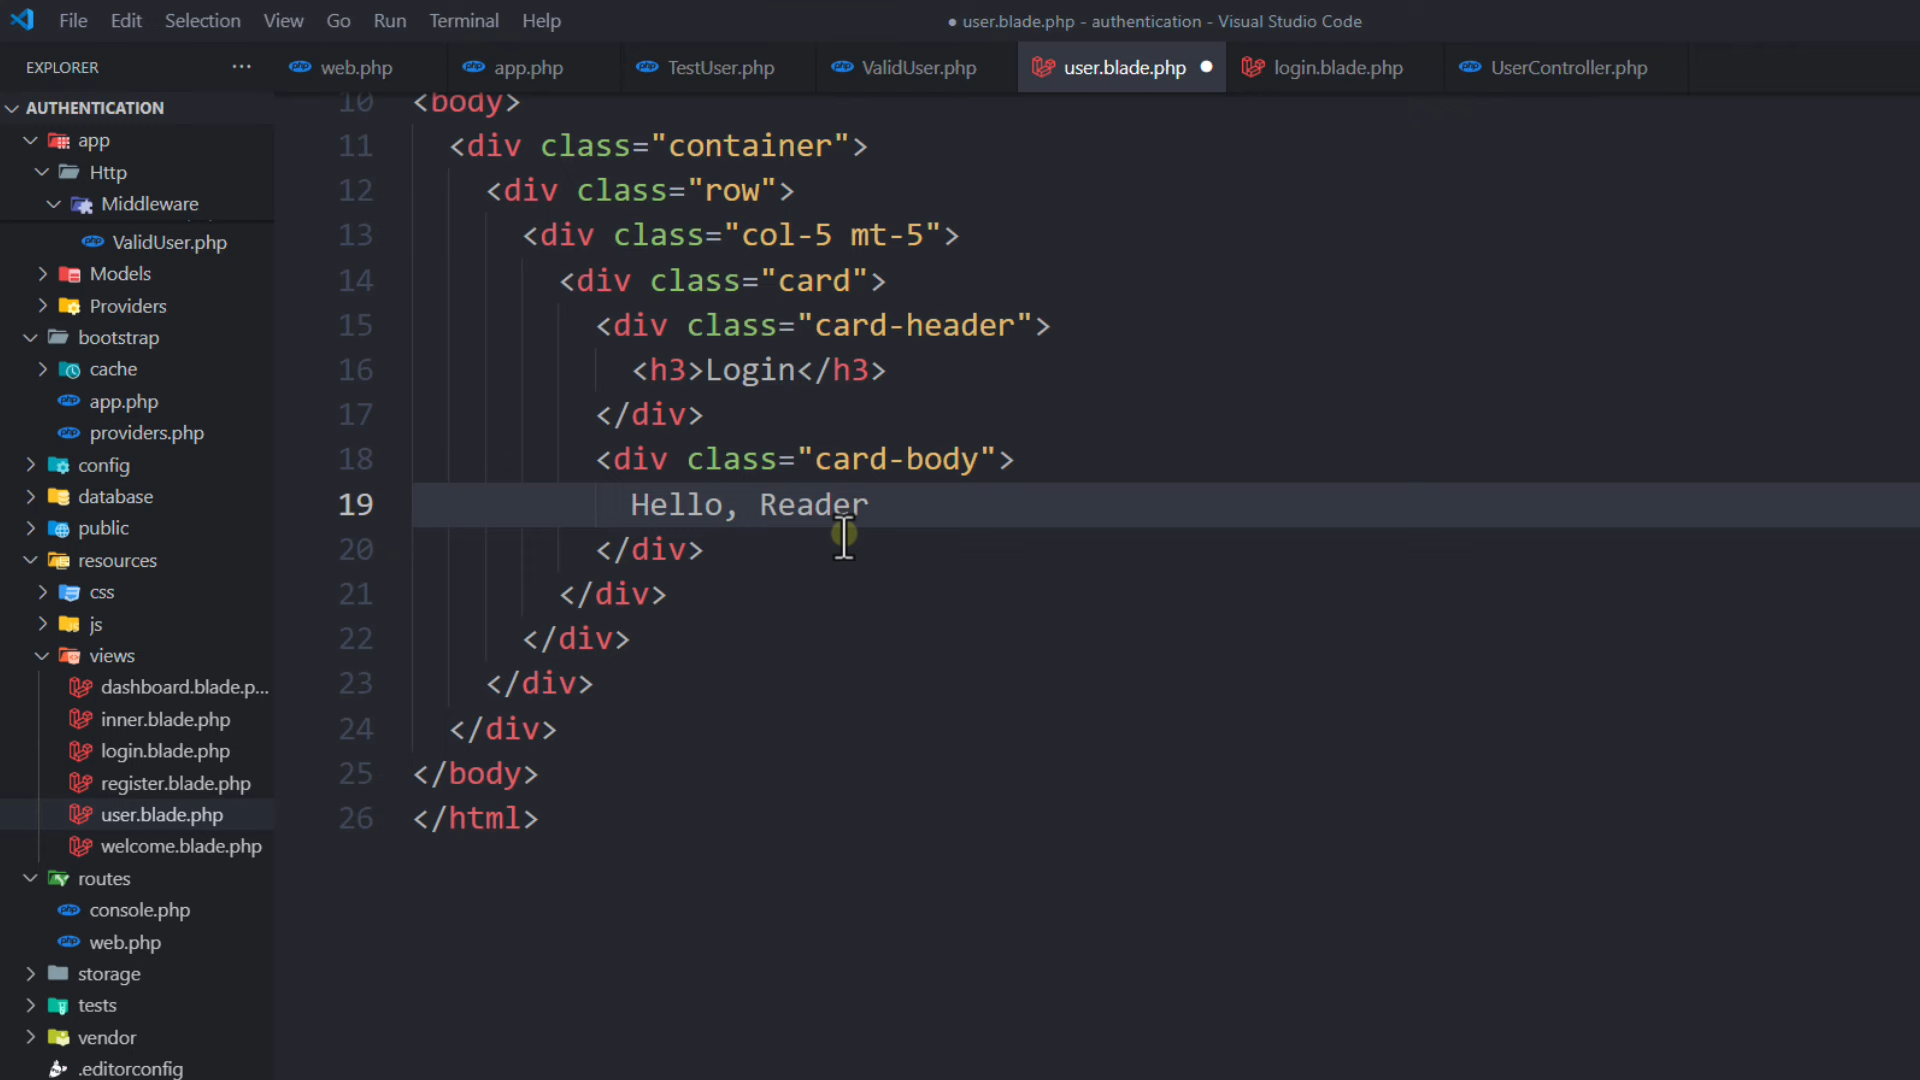 File Edit Selection View Go Run Terminal Help
● user.blade.php - authentication - Visual Studio Code
EXPLORER ···
web.php app.php TestUser.php ValidUser.php user.blade.php ● login.blade.php UserController.php
AUTHENTICATION
app
Http
Middleware
ValidUser.php
Models
Providers
bootstrap
cache
app.php
providers.php
config
database
public
resources
css
js
views
dashboard.blade.p...
inner.blade.php
login.blade.php
register.blade.php
user.blade.php
welcome.blade.php
routes
console.php
web.php
storage
tests
vendor
.editorconfig
10 <body>
11 <div class="container">
12 <div class="row">
13 <div class="col-5 mt-5">
14 <div class="card">
15 <div class="card-header">
16 <h3>Login</h3>
17 </div>
18 <div class="card-body">
19 Hello, Reader
20 </div>
21 </div>
22 </div>
23 </div>
24 </div>
25 </body>
26 </html>